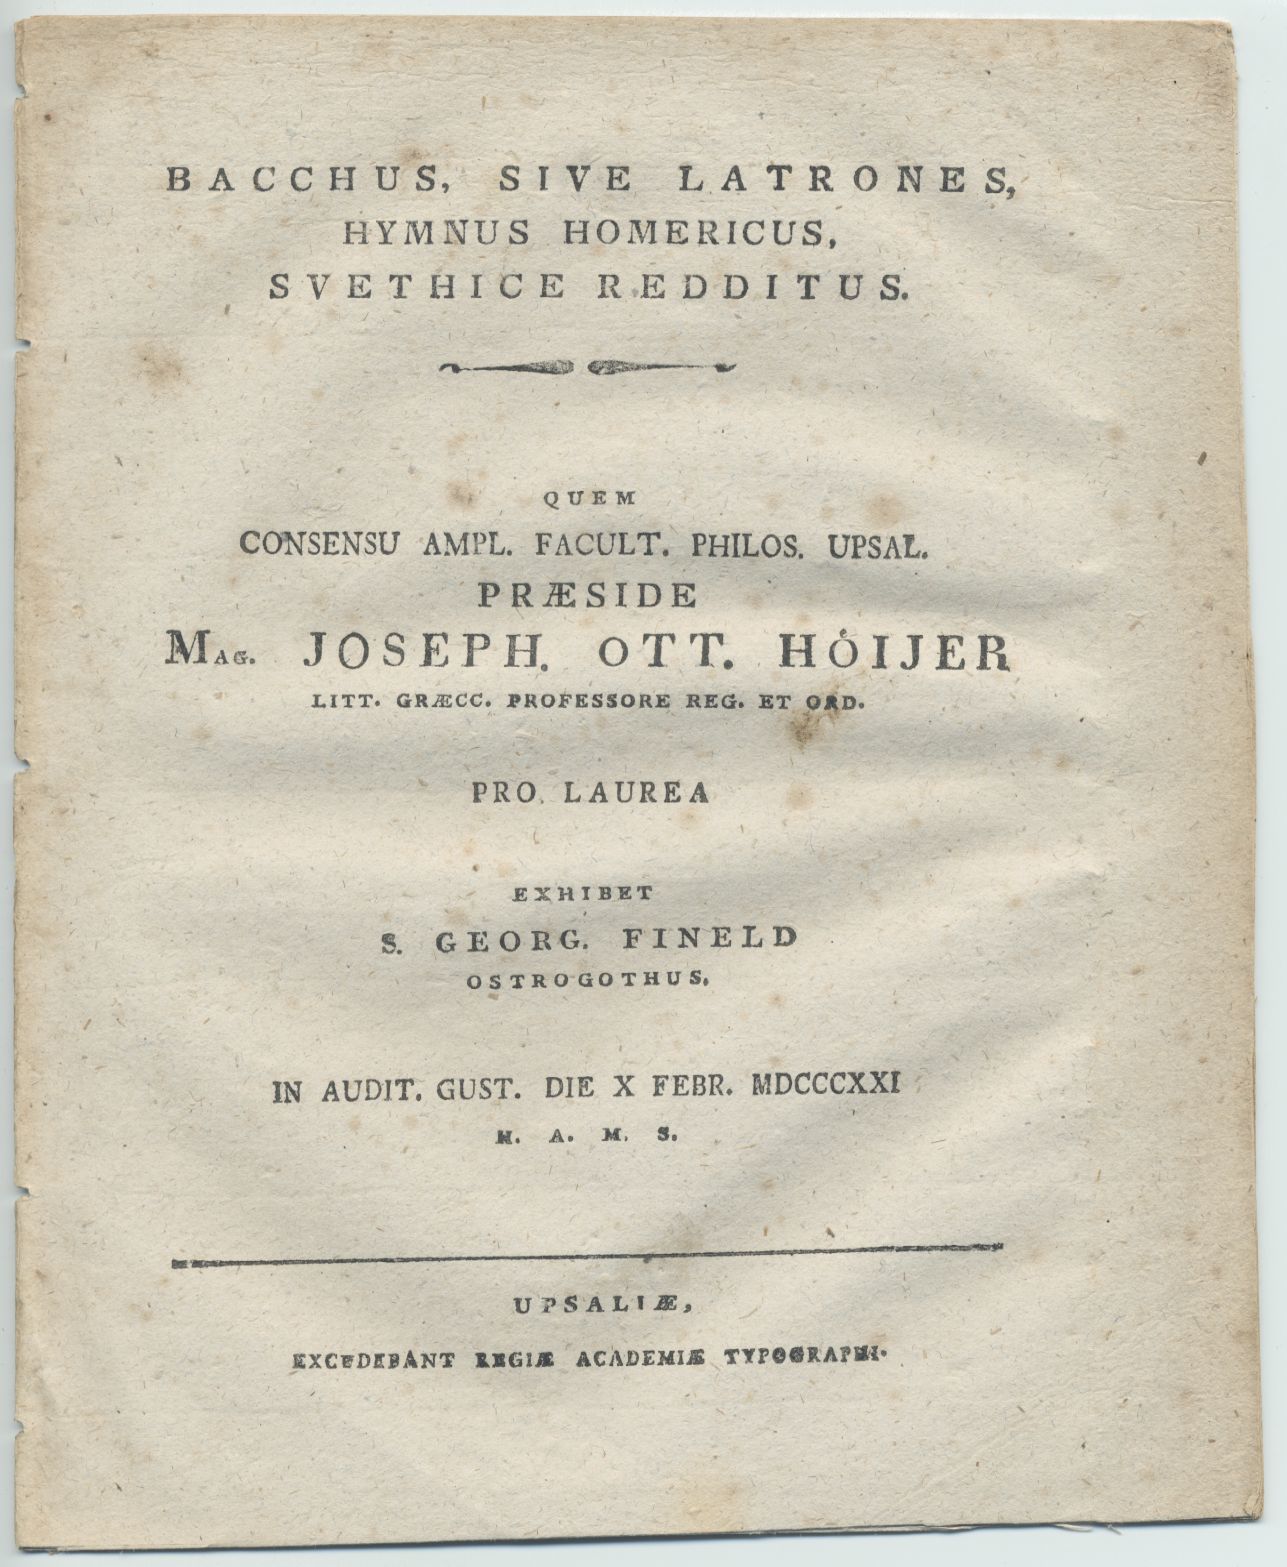 BACCHUS, SIVE LATRONES,
HYMNUS HOMERICUS,
SVETHICE REDDITUS.
QUEM
CONSENSU AMPL. FACULT. PHILOS. UPSAL.
PRÆSIDE
MAG. JOSEPH. OTT. HÖIJER
LITT. GRÆCC. PROFESSORE REG. ET ORD.
PRO LAUREA
EXHIBET
S. GEORG. FINELD
OSTROGOTHUS.
IN AUDIT. GUST. DIE X FEBR. MDCCCXXI
H. A. M. S.
UPSALIÆ,
EXCUDEBANT REGIÆ ACADEMIÆ TYPOGRAPHI.